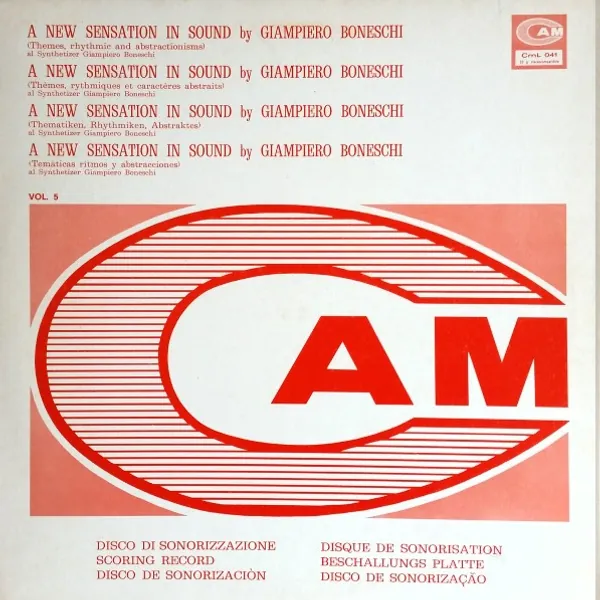 A NEW SENSATION IN SOUND by GIAMPIERO BONESCHI
(Themes, rhythmic and abstractionisms)
al Synthetizer Giampiero Boneschi
A NEW SENSATION IN SOUND by GIAMPIERO BONESCHI
(Thèmes, rythmiques et caractères abstraits)
al Synthetizer Giampiero Boneschi
A NEW SENSATION IN SOUND by GIAMPIERO BONESCHI
(Thematiken, Rhythmiken, Abstraktes)
al Synthetizer Giampiero Boneschi
A NEW SENSATION IN SOUND by GIAMPIERO BONESCHI
(Temáticas ritmos y abstracciones)
al Synthetizer Giampiero Boneschi
CAM
CmL 041
VOL. 5
CAM
DISCO DI SONORIZZAZIONE
SCORING RECORD
DISCO DE SONORIZACIÒN
DISQUE DE SONORISATION
BESCHALLUNGS PLATTE
DISCO DE SONORIZAÇÃO